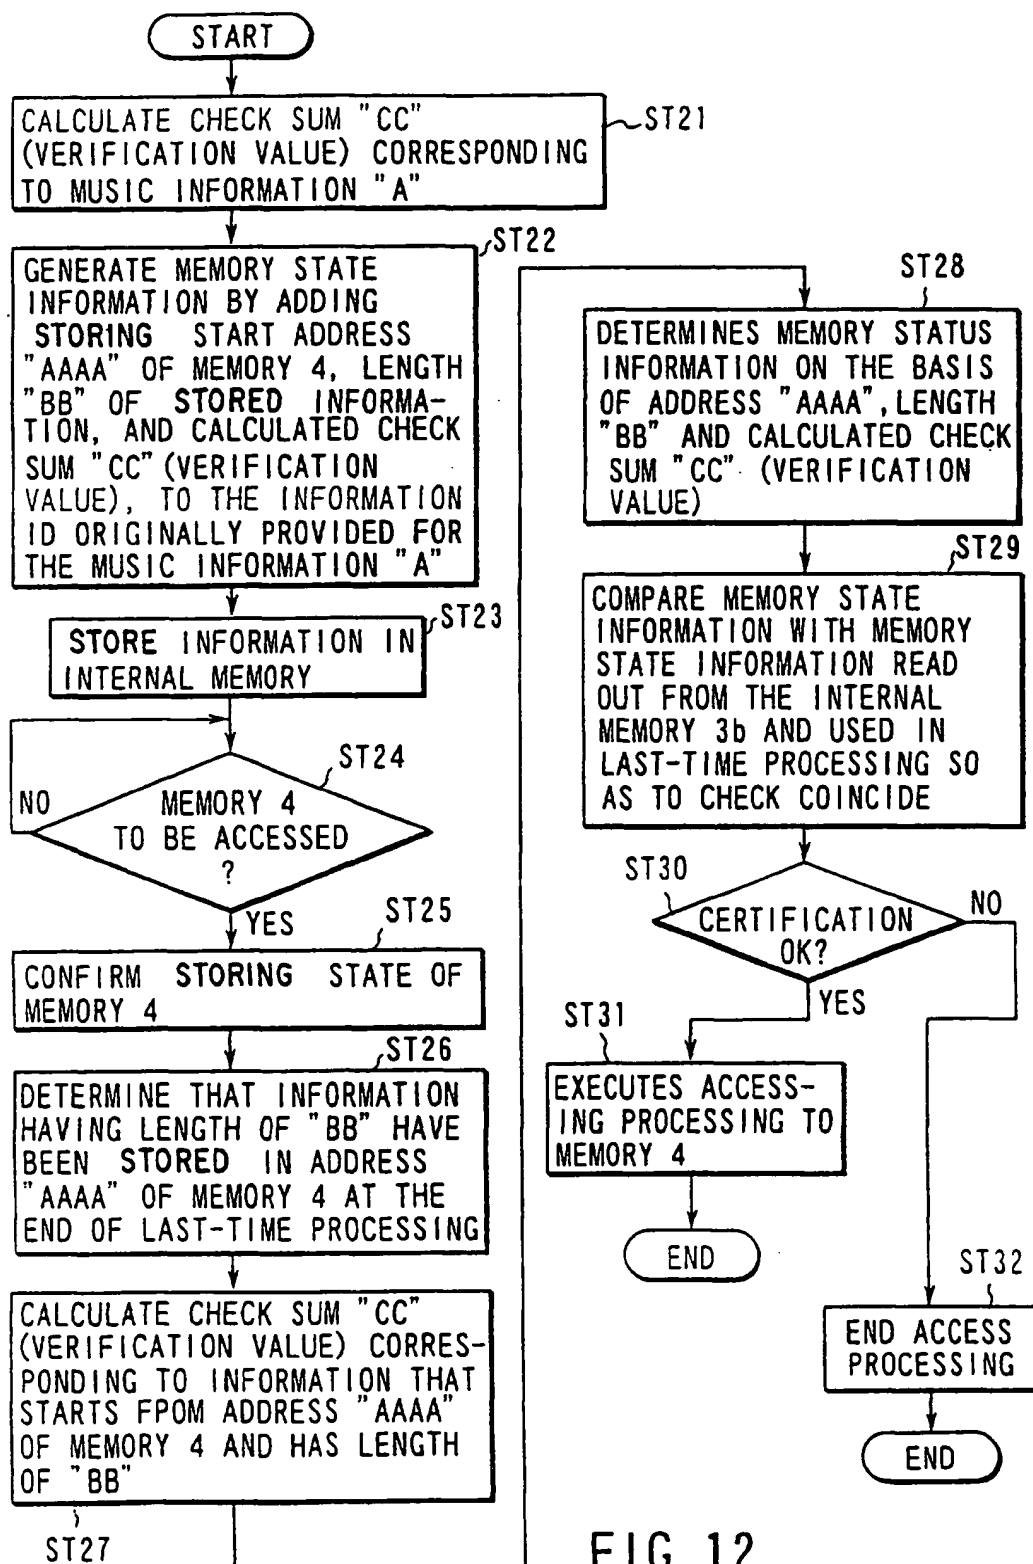 START
CALCULATE CHECK SUM "CC"
(VERIFICATION VALUE) CORRESPONDING
TO MUSIC INFORMATION "A"
ST21
ST22
GENERATE MEMORY STATE
INFORMATION BY ADDING
STORING START ADDRESS
"AAAA" OF MEMORY 4, LENGTH
"BB" OF STORED INFORMA-
TION, AND CALCULATED CHECK
SUM "CC" (VERIFICATION
VALUE), TO THE INFORMATION
ID ORIGINALLY PROVIDED FOR
THE MUSIC INFORMATION "A"
ST23
STORE INFORMATION IN
INTERNAL MEMORY
ST24
NO
MEMORY 4
TO BE ACCESSED
?
YES
ST25
CONFIRM STORING STATE OF
MEMORY 4
ST26
DETERMINE THAT INFORMATION
HAVING LENGTH OF "BB" HAVE
BEEN STORED IN ADDRESS
"AAAA" OF MEMORY 4 AT THE
END OF LAST-TIME PROCESSING
CALCULATE CHECK SUM "CC"
(VERIFICATION VALUE) CORRES-
PONDING TO INFORMATION THAT
STARTS FPOM ADDRESS "AAAA"
OF MEMORY 4 AND HAS LENGTH
OF "BB"
ST27
ST28
DETERMINES MEMORY STATUS
INFORMATION ON THE BASIS
OF ADDRESS "AAAA", LENGTH
"BB" AND CALCULATED CHECK
SUM "CC" (VERIFICATION
VALUE)
ST29
COMPARE MEMORY STATE
INFORMATION WITH MEMORY
STATE INFORMATION READ
OUT FROM THE INTERNAL
MEMORY 3b AND USED IN
LAST-TIME PROCESSING SO
AS TO CHECK COINCIDE
ST30
CERTIFICATION
OK?
NO
YES
ST31
EXECUTES ACCESS-
ING PROCESSING TO
MEMORY 4
END
ST32
END ACCESS
PROCESSING
END
FIG. 12